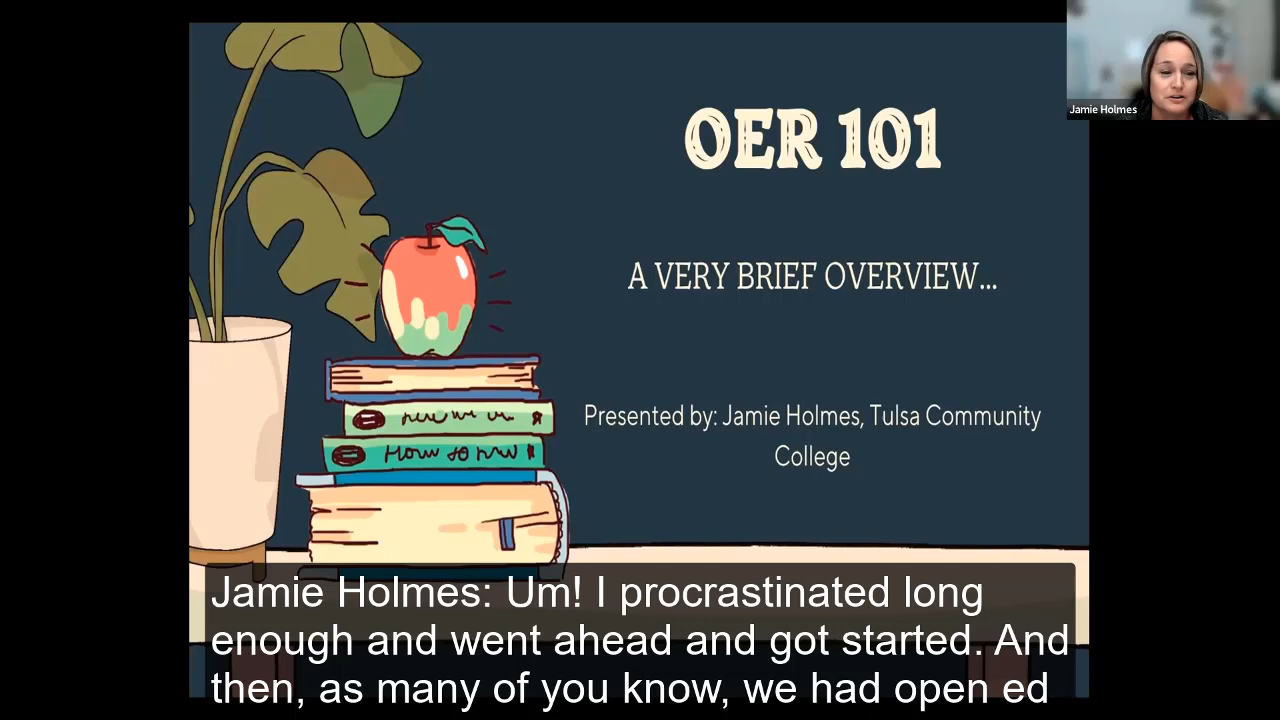 OER 101
A VERY BRIEF OVERVIEW...
Presented by: Jamie Holmes, Tulsa Community
College
Jamie Holmes
Jamie Holmes: Um! I procrastinated long
enough and went ahead and got started. And
then, as many of you know, we had open ed